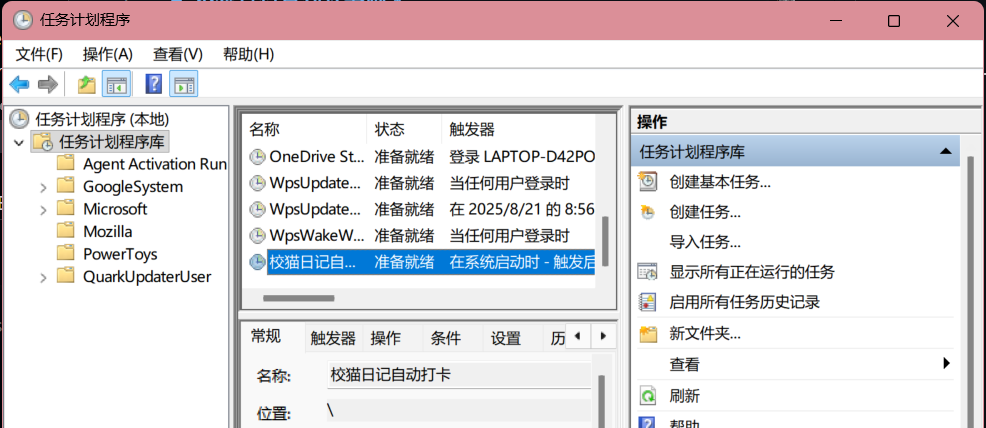 任务计划程序
文件(F) 操作(A) 查看(V) 帮助(H)
任务计划程序 (本地)
任务计划程序库
Agent Activation Run
GoogleSystem
Microsoft
Mozilla
PowerToys
QuarkUpdaterUser
名称 状态 触发器
OneDrive St... 准备就绪 登录 LAPTOP-D42PO
WpsUpdate... 准备就绪 当任何用户登录时
WpsUpdate... 准备就绪 在 2025/8/21 的 8:56
WpsWakeW... 准备就绪 当任何用户登录时
校猫日记自... 准备就绪 在系统启动时 - 触发后
常规 触发器 操作 条件 设置 历
名称: 校猫日记自动打卡
位置: \
操作
任务计划程序库
创建基本任务...
创建任务...
导入任务...
显示所有正在运行的任务
启用所有任务历史记录
新文件夹...
查看
刷新
帮助